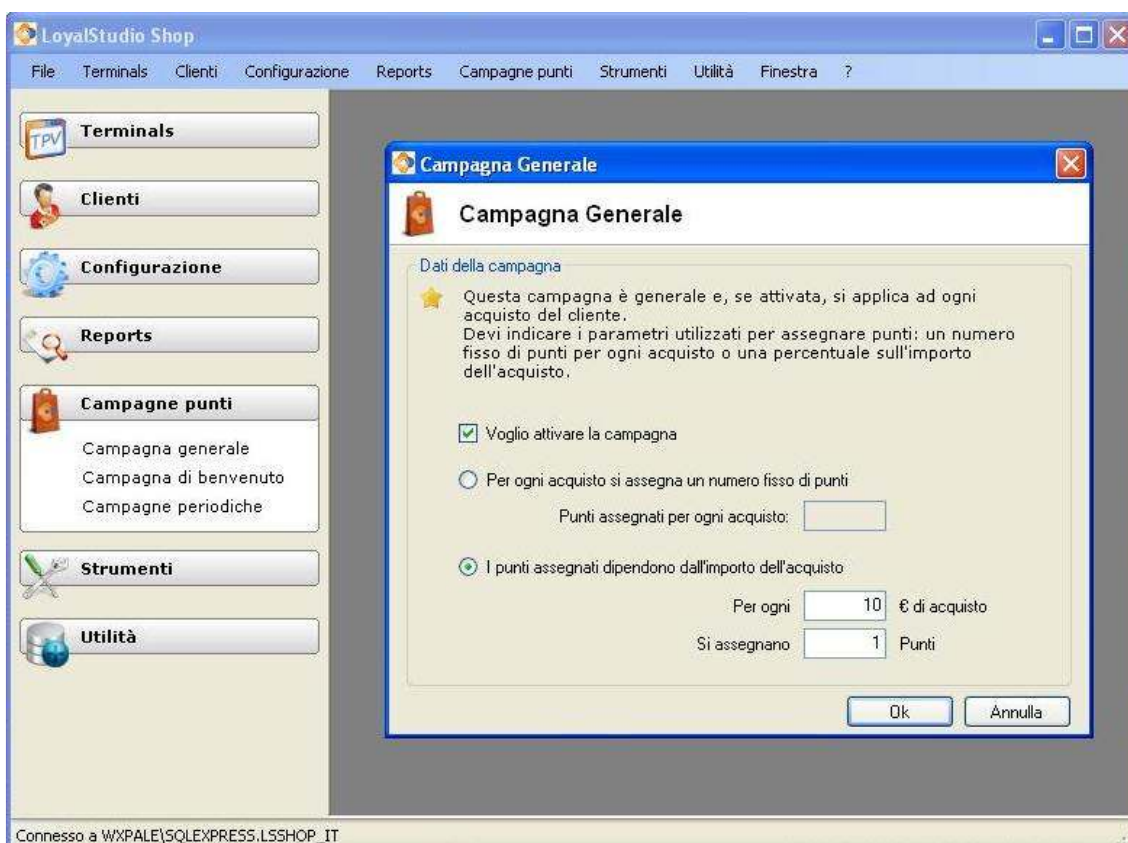 LoyalStudio Shop
File Terminals Clienti Configurazione Reports Campagne punti Strumenti Utilità Finestra ?
TPV
Terminals
Clienti
Configurazione
Reports
Campagne punti
Campagna generale
Campagna di benvenuto
Campagne periodiche
Strumenti
Utilità
Campagna Generale
Campagna Generale
Dati della campagna
Questa campagna è generale e, se attivata, si applica ad ogni
acquisto del cliente.
Devi indicare i parametri utilizzati per assegnare punti: un numero
fisso di punti per ogni acquisto o una percentuale sull'importo
dell'acquisto.
Voglio attivare la campagna
Per ogni acquisto si assegna un numero fisso di punti
Punti assegnati per ogni acquisto:
I punti assegnati dipendono dall'importo dell'acquisto
Per ogni 10 € di acquisto
Si assegnano 1 Punti
Ok Annulla
Connesso a WXPALE\SQLEXPRESS.LSSHOP_IT